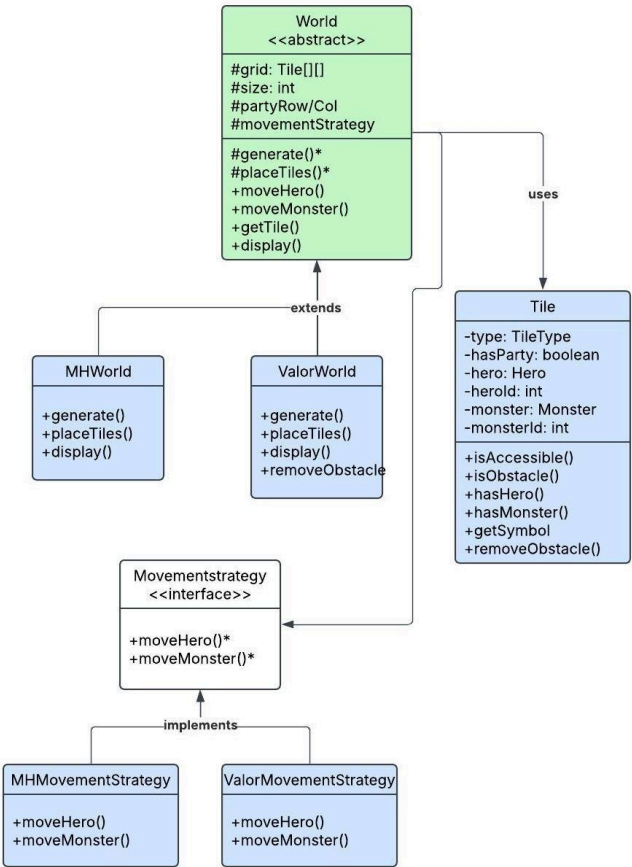 World
<<abstract>>
#grid: Tile[][]
#size: int
#partyRow/Col
#movementStrategy
#generate()*
#placeTiles()*
+moveHero()
+moveMonster()
+getTile()
+display()
uses
extends
Tile
-type: TileType
-hasParty: boolean
-hero: Hero
-heroId: int
-monster: Monster
-monsterId: int
+isAccessible()
+isObstacle()
+hasHero()
+hasMonster()
+getSymbol
+removeObstacle()
MHWorld
+generate()
+placeTiles()
+display()
ValorWorld
+generate()
+placeTiles()
+display()
+removeObstacle
Movementstrategy
<<interface>>
+moveHero()*
+moveMonster()*
implements
MHMovementStrategy
+moveHero()
+moveMonster()
ValorMovementStrategy
+moveHero()
+moveMonster()